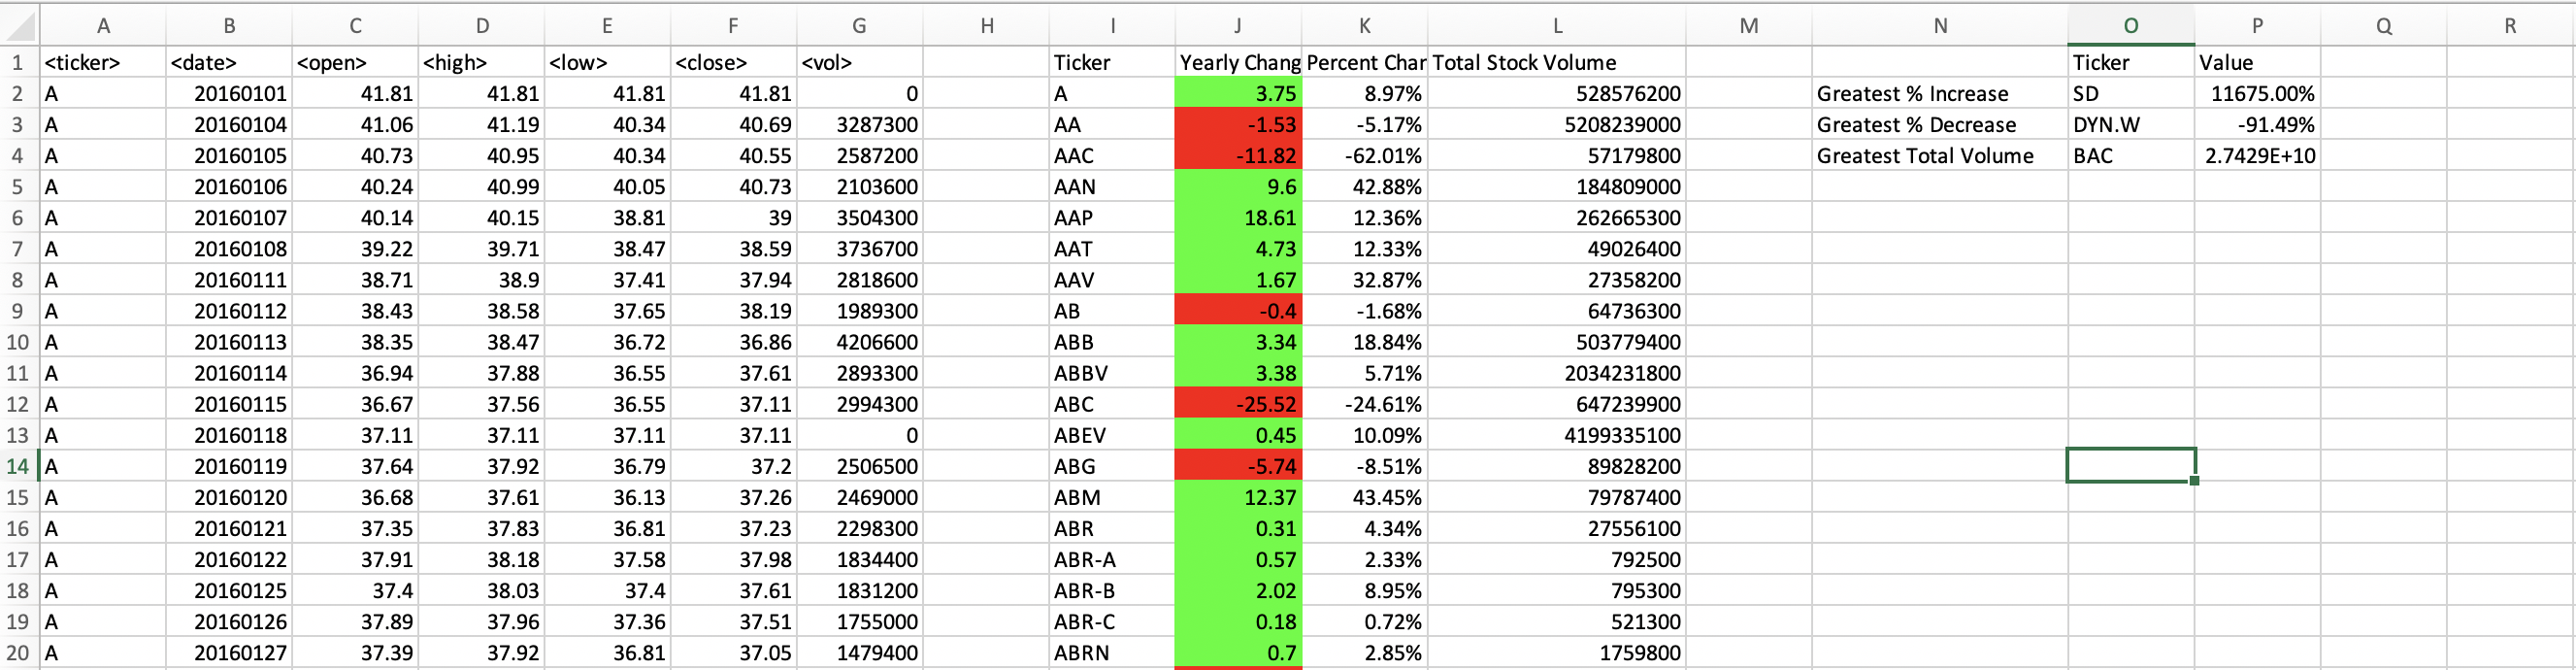 A B C D E F G H I J K L M N O P Q R
1 <ticker> <date> <open> <high> <low> <close> <vol> Ticker Yearly Chang Percent Char Total Stock Volume Ticker Value
2 A 20160101 41.81 41.81 41.81 41.81 0 A 3.75 8.97% 528576200 Greatest % Increase SD 11675.00%
3 A 20160104 41.06 41.19 40.34 40.69 3287300 AA -1.53 -5.17% 5208239000 Greatest % Decrease DYN.W -91.49%
4 A 20160105 40.73 40.95 40.34 40.55 2587200 AAC -11.82 -62.01% 57179800 Greatest Total Volume BAC 2.7429E+10
5 A 20160106 40.24 40.99 40.05 40.73 2103600 AAN 9.6 42.88% 184809000
6 A 20160107 40.14 40.15 38.81 39 3504300 AAP 18.61 12.36% 262665300
7 A 20160108 39.22 39.71 38.47 38.59 3736700 AAT 4.73 12.33% 49026400
8 A 20160111 38.71 38.9 37.41 37.94 2818600 AAV 1.67 32.87% 27358200
9 A 20160112 38.43 38.58 37.65 38.19 1989300 AB -0.4 -1.68% 64736300
10 A 20160113 38.35 38.47 36.72 36.86 4206600 ABB 3.34 18.84% 503779400
11 A 20160114 36.94 37.88 36.55 37.61 2893300 ABBV 3.38 5.71% 2034231800
12 A 20160115 36.67 37.56 36.55 37.11 2994300 ABC -25.52 -24.61% 647239900
13 A 20160118 37.11 37.11 37.11 37.11 0 ABEV 0.45 10.09% 4199335100
14 A 20160119 37.64 37.92 36.79 37.2 2506500 ABG -5.74 -8.51% 89828200
15 A 20160120 36.68 37.61 36.13 37.26 2469000 ABM 12.37 43.45% 79787400
16 A 20160121 37.35 37.83 36.81 37.23 2298300 ABR 0.31 4.34% 27556100
17 A 20160122 37.91 38.18 37.58 37.98 1834400 ABR-A 0.57 2.33% 792500
18 A 20160125 37.4 38.03 37.4 37.61 1831200 ABR-B 2.02 8.95% 795300
19 A 20160126 37.89 37.96 37.36 37.51 1755000 ABR-C 0.18 0.72% 521300
20 A 20160127 37.39 37.92 36.81 37.05 1479400 ABRN 0.7 2.85% 1759800